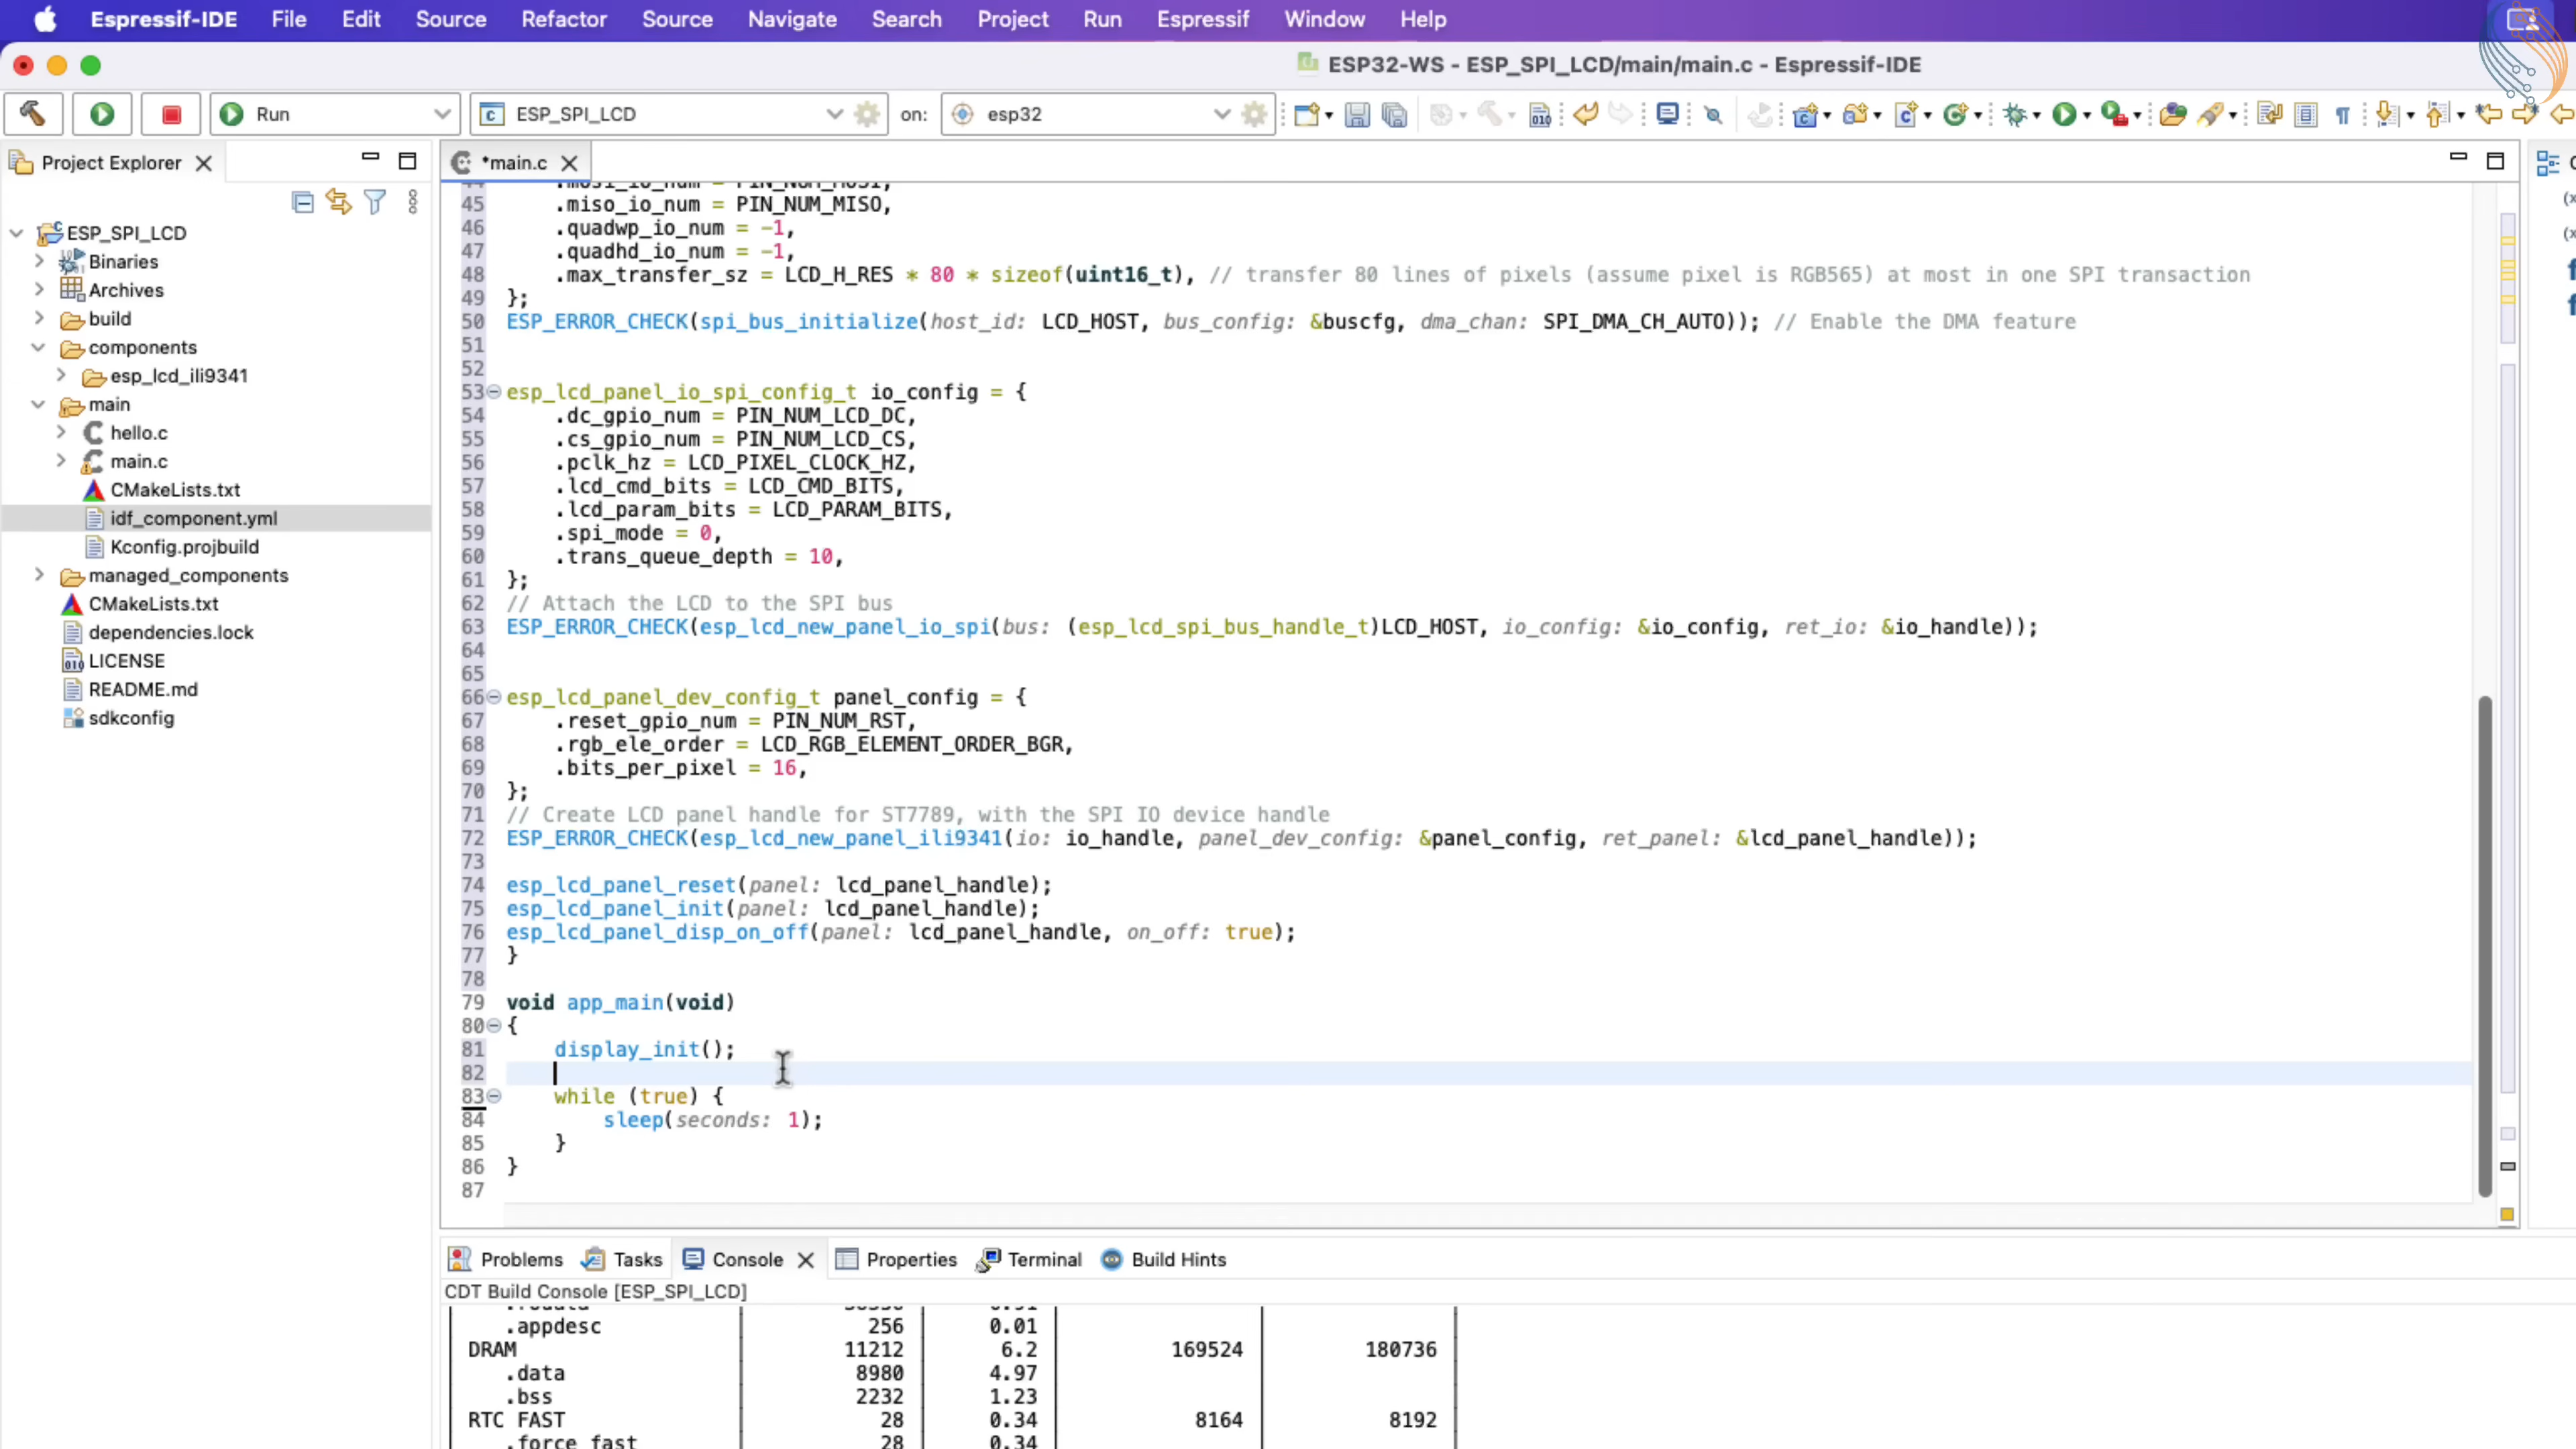 Espressif-IDE File Edit Source Refactor Source Navigate Search Project Run Espressif Window Help
ESP32-WS - ESP_SPI_LCD/main/main.c - Espressif-IDE
Run ESP_SPI_LCD on: esp32
Project Explorer
ESP_SPI_LCD
Binaries
Archives
build
components
esp_lcd_ili9341
main
hello.c
main.c
CMakeLists.txt
idf_component.yml
Kconfig.projbuild
managed_components
CMakeLists.txt
dependencies.lock
LICENSE
README.md
sdkconfig
*main.c
44 .mosi_io_num = PIN_NUM_MOSI,
45 .miso_io_num = PIN_NUM_MISO,
46 .quadwp_io_num = -1,
47 .quadhd_io_num = -1,
48 .max_transfer_sz = LCD_H_RES * 80 * sizeof(uint16_t), // transfer 80 lines of pixels (assume pixel is RGB565) at most in one SPI transaction
49 };
50 ESP_ERROR_CHECK(spi_bus_initialize(host_id: LCD_HOST, bus_config: &buscfg, dma_chan: SPI_DMA_CH_AUTO)); // Enable the DMA feature
51
52
53 esp_lcd_panel_io_spi_config_t io_config = {
54 .dc_gpio_num = PIN_NUM_LCD_DC,
55 .cs_gpio_num = PIN_NUM_LCD_CS,
56 .pclk_hz = LCD_PIXEL_CLOCK_HZ,
57 .lcd_cmd_bits = LCD_CMD_BITS,
58 .lcd_param_bits = LCD_PARAM_BITS,
59 .spi_mode = 0,
60 .trans_queue_depth = 10,
61 };
62 // Attach the LCD to the SPI bus
63 ESP_ERROR_CHECK(esp_lcd_new_panel_io_spi(bus: (esp_lcd_spi_bus_handle_t)LCD_HOST, io_config: &io_config, ret_io: &io_handle));
64
65
66 esp_lcd_panel_dev_config_t panel_config = {
67 .reset_gpio_num = PIN_NUM_RST,
68 .rgb_ele_order = LCD_RGB_ELEMENT_ORDER_BGR,
69 .bits_per_pixel = 16,
70 };
71 // Create LCD panel handle for ST7789, with the SPI IO device handle
72 ESP_ERROR_CHECK(esp_lcd_new_panel_ili9341(io: io_handle, panel_dev_config: &panel_config, ret_panel: &lcd_panel_handle));
73
74 esp_lcd_panel_reset(panel: lcd_panel_handle);
75 esp_lcd_panel_init(panel: lcd_panel_handle);
76 esp_lcd_panel_disp_on_off(panel: lcd_panel_handle, on_off: true);
77 }
78
79 void app_main(void)
80 {
81 display_init();
82
83 while (true) {
84 sleep(seconds: 1);
85 }
86 }
87
Problems Tasks Console Properties Terminal Build Hints
CDT Build Console [ESP_SPI_LCD]
.appdesc 256 0.01
DRAM 11212 6.2 169524 180736
.data 8980 4.97
.bss 2232 1.23
RTC FAST 28 0.34 8164 8192
.force_fast 28 0.34